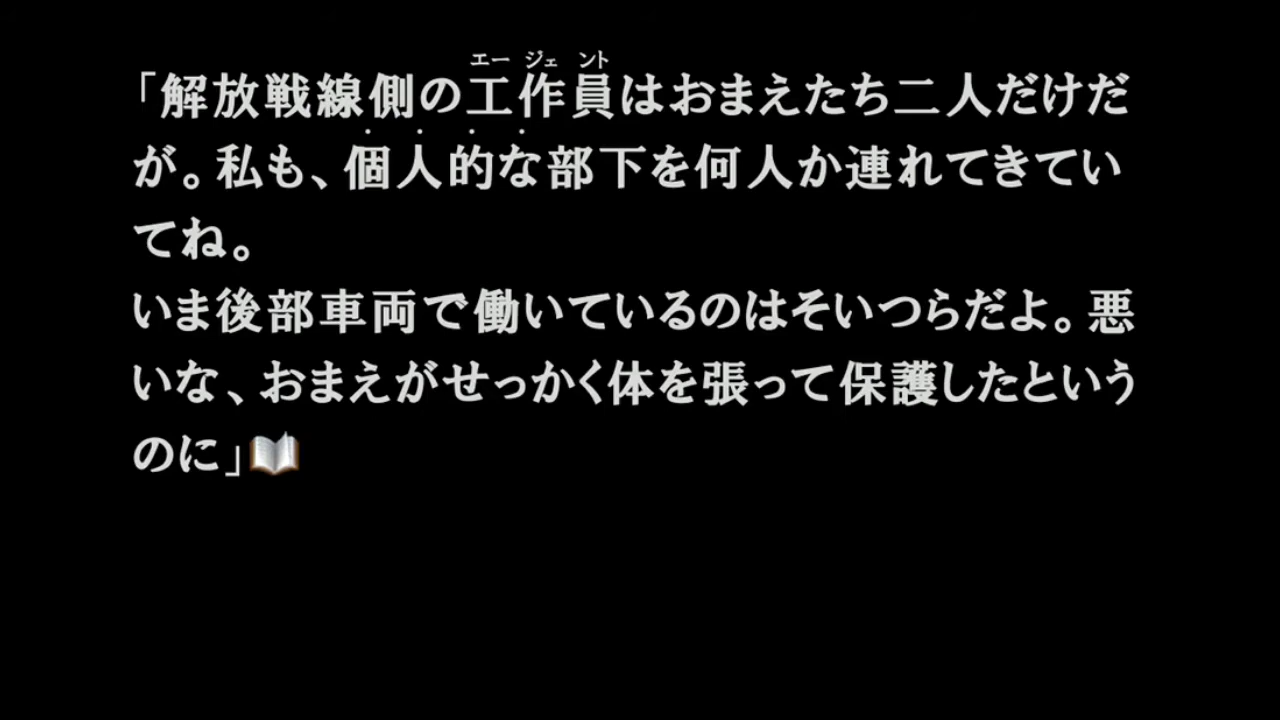 エージェント
「解放戦線側の工作員はおまえたち二人だけだ
が。私も、個人的な部下を何人か連れてきてい
てね。
いま後部車両で働いているのはそいつらだよ。悪
いな、おまえがせっかく体を張って保護したという
のに」